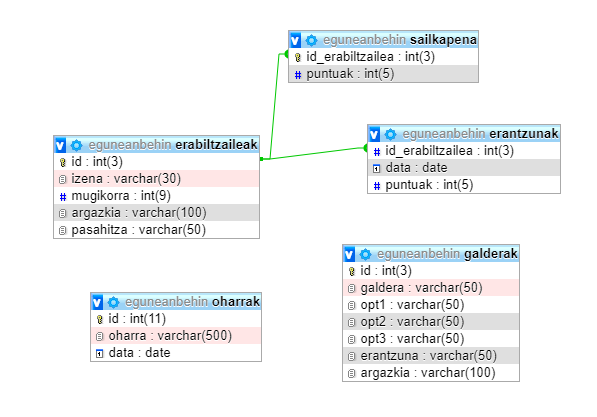 eguneanbehin sailkapena
id_erabiltzailea : int(3)
puntuak : int(5)
eguneanbehin erabiltzaileak
id : int(3)
izena : varchar(30)
mugikorra : int(9)
argazkia : varchar(100)
pasahitza : varchar(50)
eguneanbehin erantzunak
id_erabiltzailea : int(3)
data : date
puntuak : int(5)
eguneanbehin oharrak
id : int(11)
oharra : varchar(500)
data : date
eguneanbehin galderak
id : int(3)
galdera : varchar(50)
opt1 : varchar(50)
opt2 : varchar(50)
opt3 : varchar(50)
erantzuna : varchar(50)
argazkia : varchar(100)